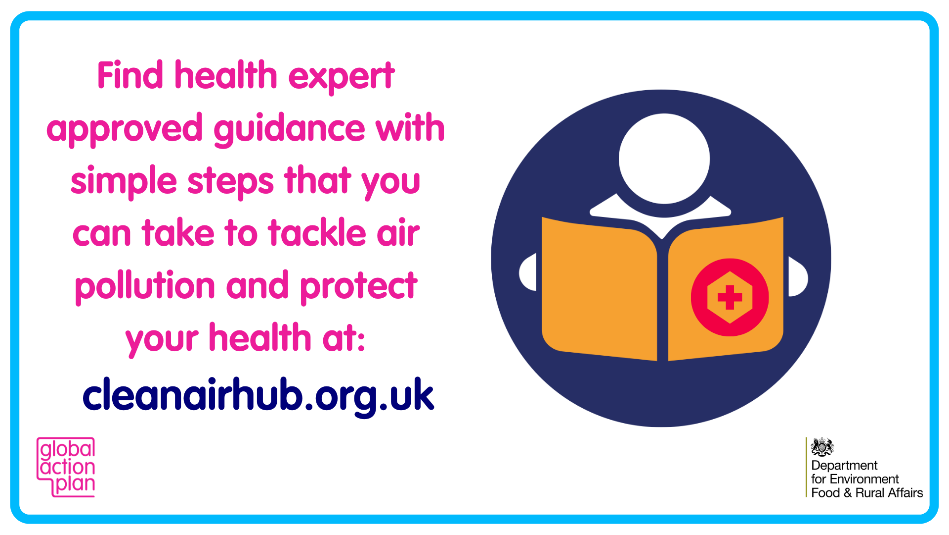 Find health expert
approved guidance with
simple steps that you
can take to tackle air
pollution and protect
your health at:
cleanairhub.org.uk
global
action
plan
Department
for Environment
Food & Rural Affairs